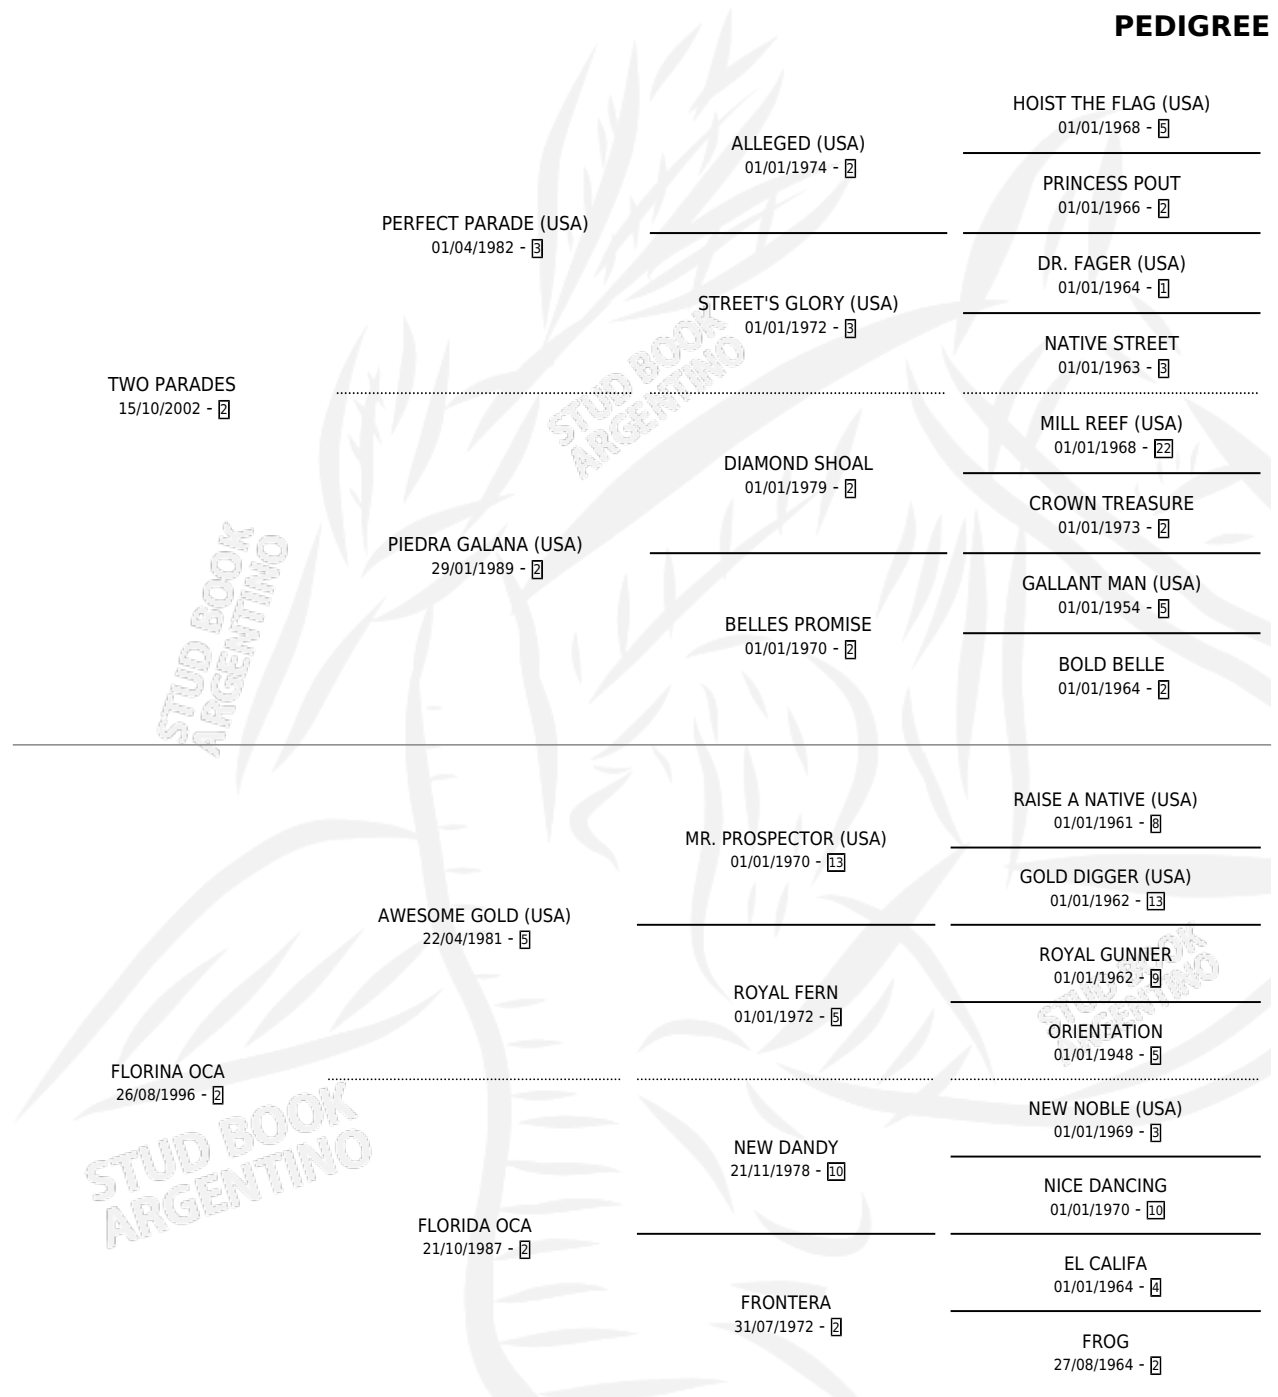 PEDIGREE
HOIST THE FLAG (USA)
01/01/1968 - 5
ALLEGED (USA)
01/01/1974 - 2
PRINCESS POUT
01/01/1966 - 2
PERFECT PARADE (USA)
01/04/1982 - 3
DR. FAGER (USA)
01/01/1964 - 1
STREET'S GLORY (USA)
01/01/1972 - 3
NATIVE STREET
01/01/1963 - 3
TWO PARADES
15/10/2002 - 2
MILL REEF (USA)
01/01/1968 - 22
DIAMOND SHOAL
01/01/1979 - 2
CROWN TREASURE
01/01/1973 - 2
PIEDRA GALANA (USA)
29/01/1989 - 2
GALLANT MAN (USA)
01/01/1954 - 5
BELLES PROMISE
01/01/1970 - 2
BOLD BELLE
01/01/1964 - 2
RAISE A NATIVE (USA)
01/01/1961 - 8
MR. PROSPECTOR (USA)
01/01/1970 - 13
GOLD DIGGER (USA)
01/01/1962 - 13
AWESOME GOLD (USA)
22/04/1981 - 5
ROYAL GUNNER
01/01/1962 - 9
ROYAL FERN
01/01/1972 - 5
ORIENTATION
01/01/1948 - 5
FLORINA OCA
26/08/1996 - 2
NEW NOBLE (USA)
01/01/1969 - 3
NEW DANDY
21/11/1978 - 10
NICE DANCING
01/01/1970 - 10
FLORIDA OCA
21/10/1987 - 2
EL CALIFA
01/01/1964 - 4
FRONTERA
31/07/1972 - 2
FROG
27/08/1964 - 2
STUD BOOK
ARGENTINO
STUD BOOK
ARGENTINO
STUD BOOK
ARGENTINO
STUD BOOK
ARGENTINO